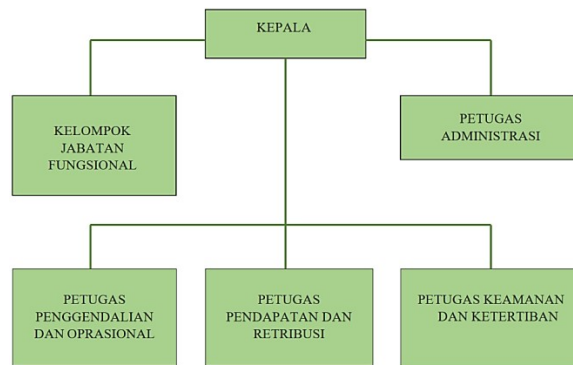 KEPALA
KELOMPOK
JABATAN
FUNGSIONAL
PETUGAS
ADMINISTRASI
PETUGAS
PENGGENDALIAN
DAN OPRASIONAL
PETUGAS
PENDAPATAN DAN
RETRIBUSI
PETUGAS KEAMANAN
DAN KETERTIBAN